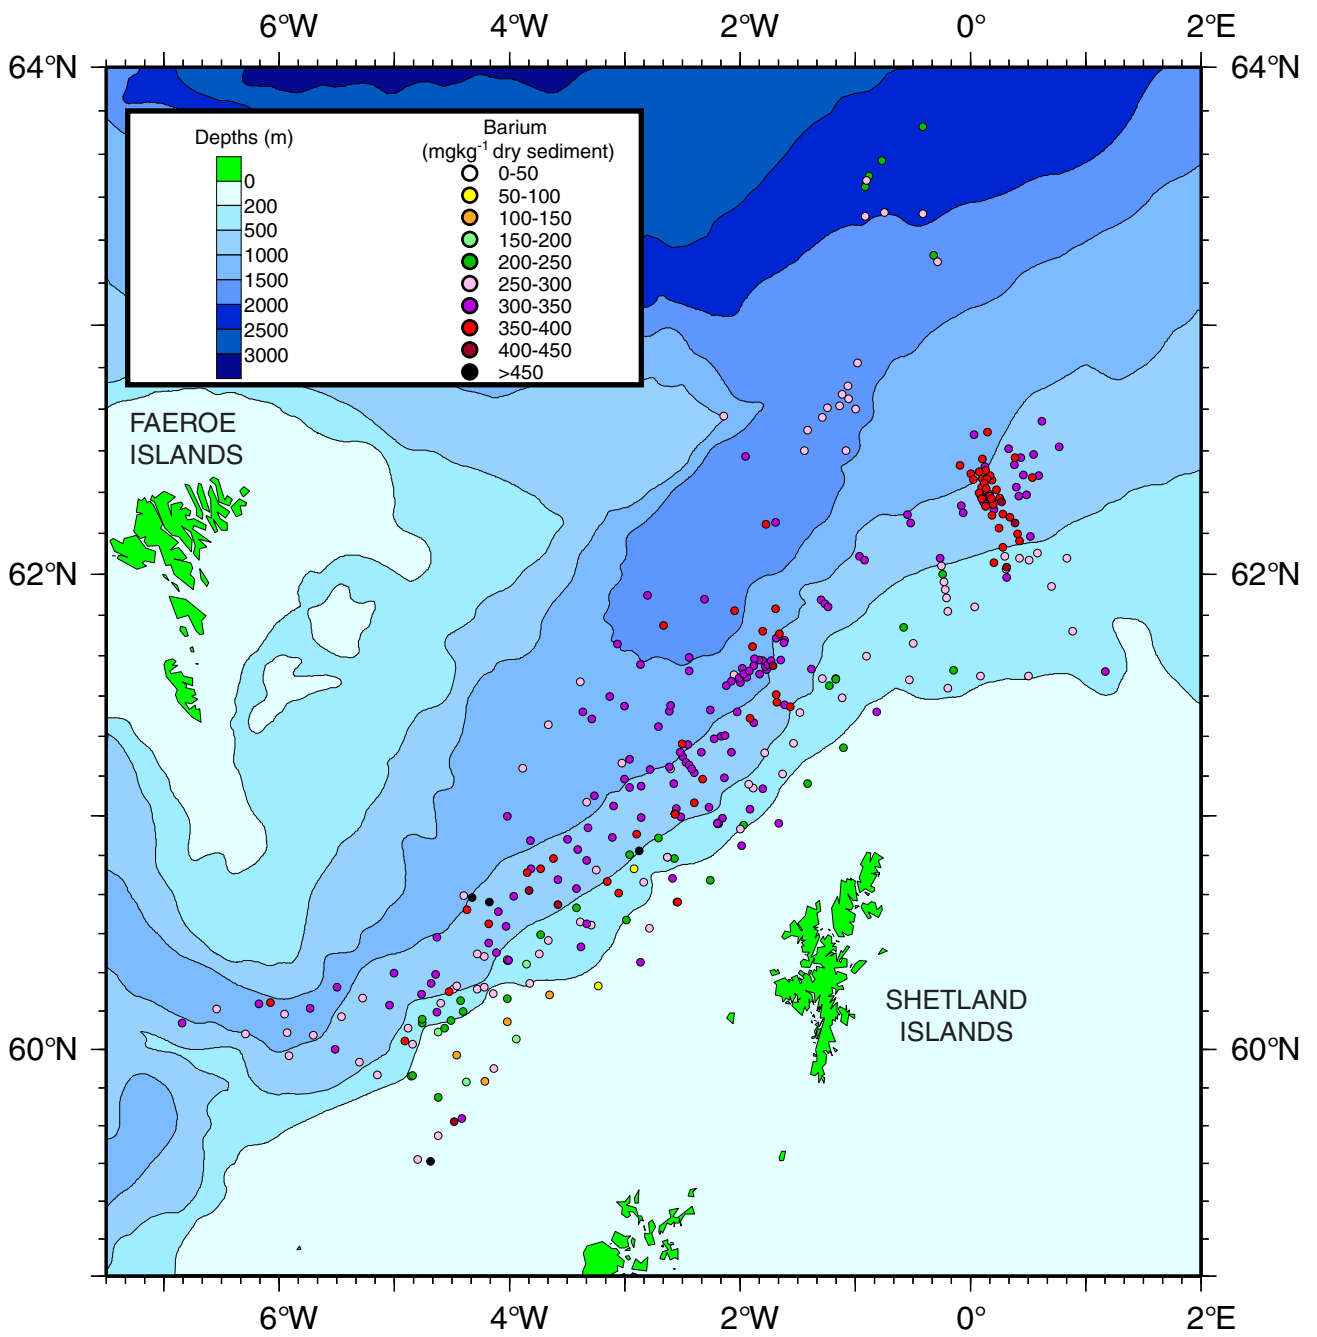 6°W 4°W 2°W 0° 2°E
64°N 64°N
Depths (m)
0
200
500
1000
1500
2000
2500
3000
Barium
(mgkg-1 dry sediment)
0-50
50-100
100-150
150-200
200-250
250-300
300-350
350-400
400-450
>450
FAEROE
ISLANDS
62°N 62°N
SHETLAND
ISLANDS
60°N 60°N
6°W 4°W 2°W 0° 2°E